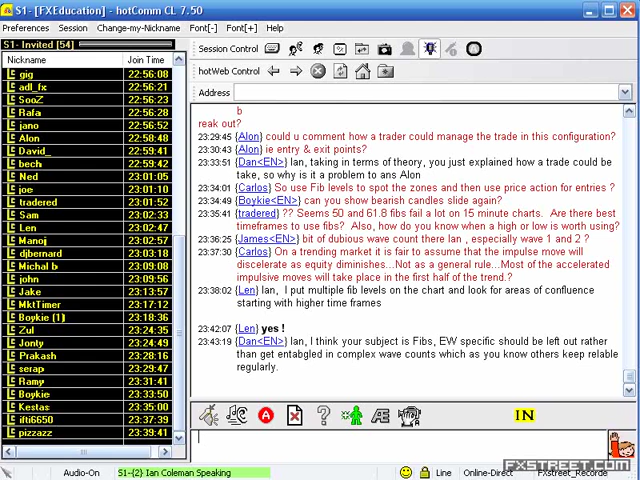 S1- [FXEducation] - hotComm CL 7.50
Preferences Session Change-my-Nickname Font[-] Font[+] Help
S1- Invited [54]
Nickname Join Time
gig 22:56:08
adl_fx 22:56:21
SooZ 22:56:23
Rafa 22:56:28
jano 22:56:52
Alon 22:58:48
David_ 22:59:41
bech 22:59:42
Ned 23:01:05
joe 23:01:10
tradered 23:01:52
Sam 23:02:33
Len 23:02:47
Manoj 23:02:57
djbernard 23:03:18
Michal b 23:09:08
john 23:09:56
Jake 23:13:57
MktTimer 23:17:12
Boykie (1) 23:18:36
Zul 23:24:35
Jonty 23:24:49
Prakash 23:28:16
serap 23:29:47
Ramy 23:31:41
Boykie 23:33:50
Kestas 23:35:00
ifti6650 23:37:39
pizzazz 23:39:41
Session Control
hotWeb Control
Address
b
reak out?
23:29:45 {Alon} could u comment how a trader could manage the trade in this configuration?
23:30:43 {Alon} ie entry & exit points?
23:33:51 {Dan<EN>} Ian, taking in terms of theory, you just explained how a trade could be
take, so why is it a problem to ans Alon
23:34:01 {Carlos} So use Fib levels to spot the zones and then use price action for entries ?
23:34:49 {Boykie<EN>} can you show bearish candles slide again?
23:35:41 {tradered} ?? Seems 50 and 61.8 fibs fail a lot on 15 minute charts. Are there best
timeframes to use fibs? Also, how do you know when a high or low is worth using?
23:36:25 {James<EN>} bit of dubious wave count there Ian , especially wave 1 and 2 ?
23:37:30 {Carlos} On a trending market it is fair to assume that the impulse move will
discelerate as equity diminishes...Not as a general rule...Most of the accelerated
impulsive moves will take place in the first half of the trend.?
23:38:02 {Len} Ian, I put multiple fib levels on the chart and look for areas of confluence
starting with higher time frames
23:42:07 {Len} yes !
23:43:19 {Dan<EN>} Ian, I think your subject is Fibs, EW specific should be left out rather
than get entabgled in complex wave counts which as you know others keep relable
regularly.
A ? Æ IN
Audio-On S1-{2} Ian Coleman Speaking Line Online-Direct Fxstreet_Recorde
FXSTREET.COM